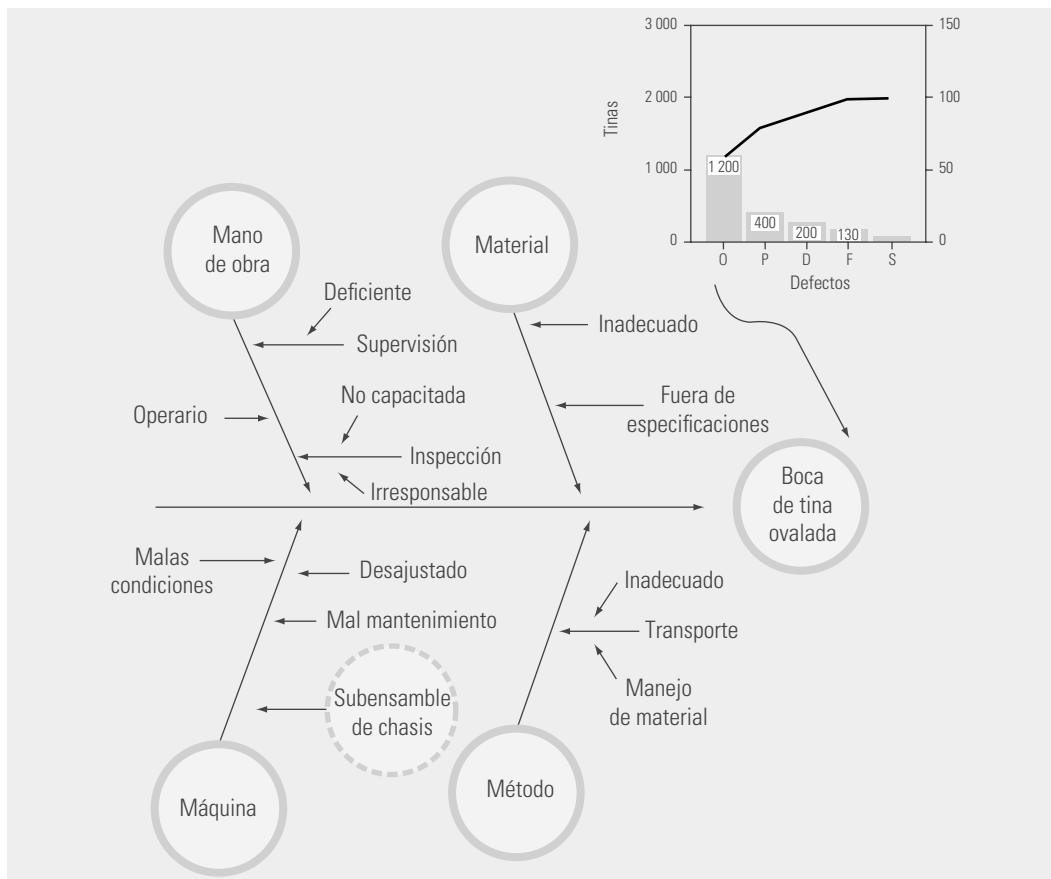 3 000
150
2 000
100
Tinas
1 000
50
1 200
400
200
130
0
0
O P D F S
Defectos
Mano
de obra
Material
Deficiente
Supervisión
Inadecuado
No capacitada
Operario
Fuera de
especificaciones
Inspección
Irresponsable
Boca
de tina
ovalada
Malas
condiciones
Desajustado
Inadecuado
Mal mantenimiento
Transporte
Subensamble
de chasis
Manejo
de material
Máquina
Método